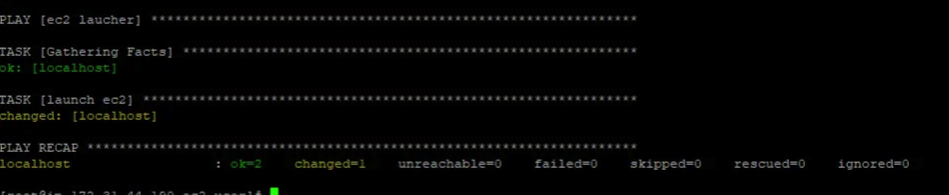 PLAY [ec2 laucher] *************************************************************
TASK [Gathering Facts] *********************************************************
ok: [localhost]
TASK [launch ec2] **************************************************************
changed: [localhost]
PLAY RECAP *********************************************************************
localhost : ok=2 changed=1 unreachable=0 failed=0 skipped=0 rescued=0 ignored=0